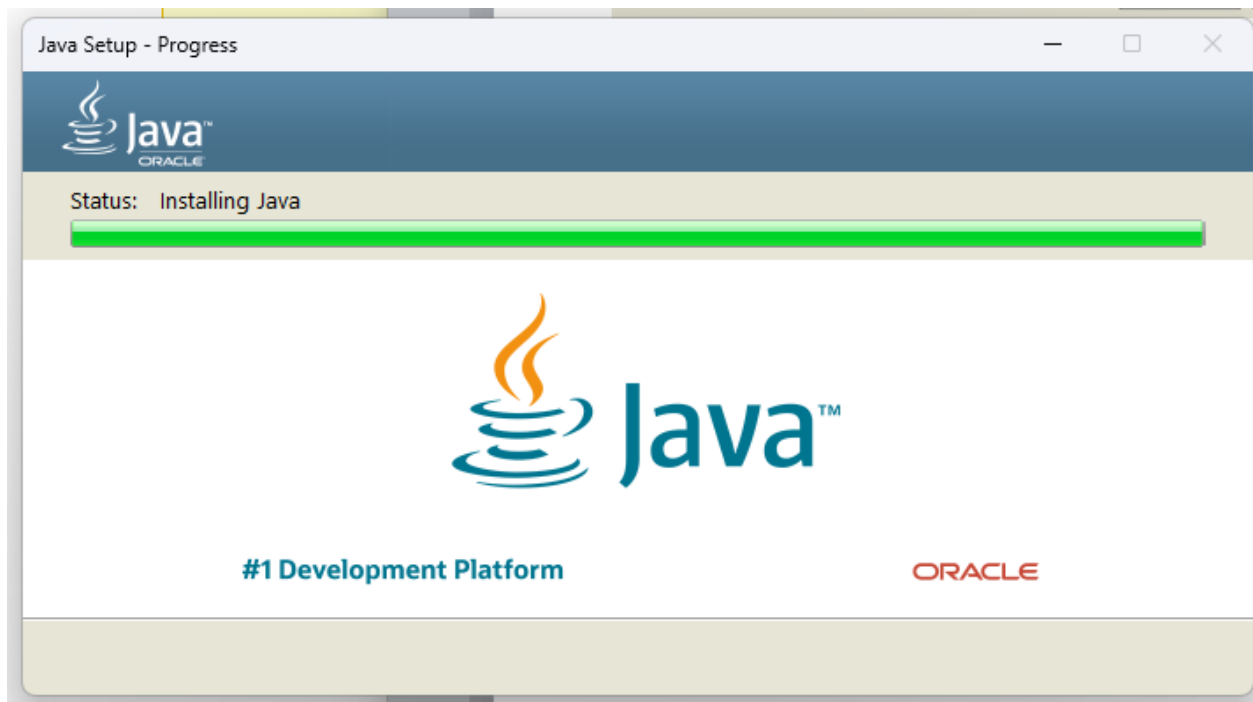 Java Setup - Progress
Java™
ORACLE
Status: Installing Java
Java™
#1 Development Platform
ORACLE